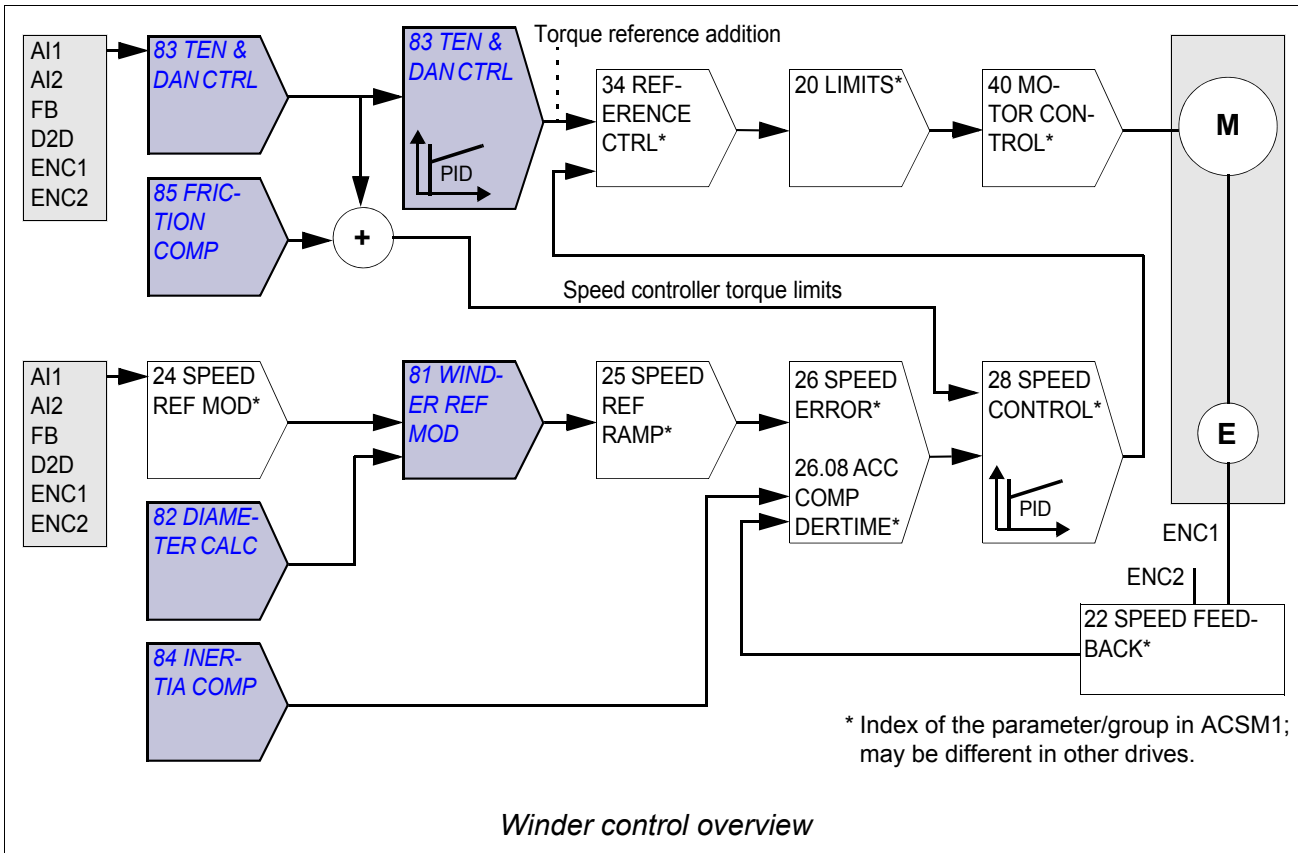 AI1
AI2
FB
D2D
ENC1
ENC2
83 TEN &
DAN CTRL
85 FRIC-
TION
COMP
+
83 TEN &
DAN CTRL
PID
Torque reference addition
34 REF-
ERENCE
CTRL*
20 LIMITS*
40 MO-
TOR CON-
TROL*
M
Speed controller torque limits
AI1
AI2
FB
D2D
ENC1
ENC2
24 SPEED
REF MOD*
82 DIAME-
TER CALC
84 INER-
TIA COMP
81 WIND-
ER REF
MOD
25 SPEED
REF
RAMP*
26 SPEED
ERROR*
26.08 ACC
COMP
DERTIME*
28 SPEED
CONTROL*
PID
E
ENC1
ENC2
22 SPEED FEED-
BACK*
* Index of the parameter/group in ACSM1;
may be different in other drives.
Winder control overview